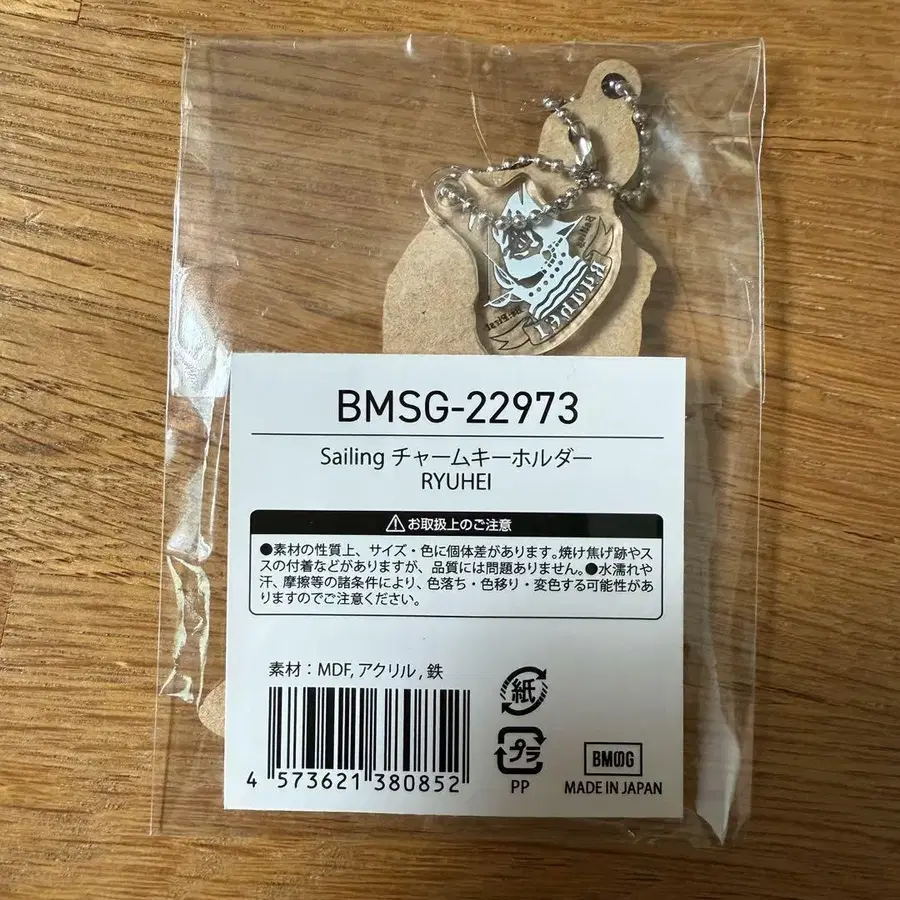 BMSG-22973
Sailing チャームキーホルダー
RYUHEI
お取扱上のご注意
●素材の性質上、サイズ・色に個体差があります。焼け焦げ跡やス
スの付着などがありますが、品質には問題ありません。●水濡れや
汗、摩擦等の諸条件により、色落ち・色移り・変色する可能性があ
りますのでご注意ください。
素材：MDF, アクリル , 鉄
紙
プラ
PP
4 573621 380852
BMSG
MADE IN JAPAN